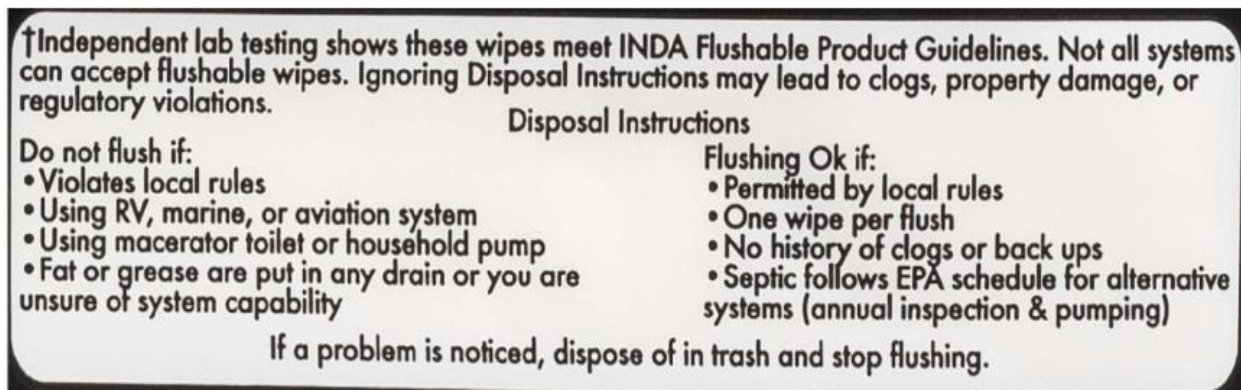 †Independent lab testing shows these wipes meet INDA Flushable Product Guidelines. Not all systems
can accept flushable wipes. Ignoring Disposal Instructions may lead to clogs, property damage, or
regulatory violations.
Disposal Instructions
Do not flush if:
•Violates local rules
•Using RV, marine, or aviation system
•Using macerator toilet or household pump
•Fat or grease are put in any drain or you are
unsure of system capability
Flushing Ok if:
•Permitted by local rules
•One wipe per flush
•No history of clogs or back ups
•Septic follows EPA schedule for alternative
systems (annual inspection & pumping)
If a problem is noticed, dispose of in trash and stop flushing.